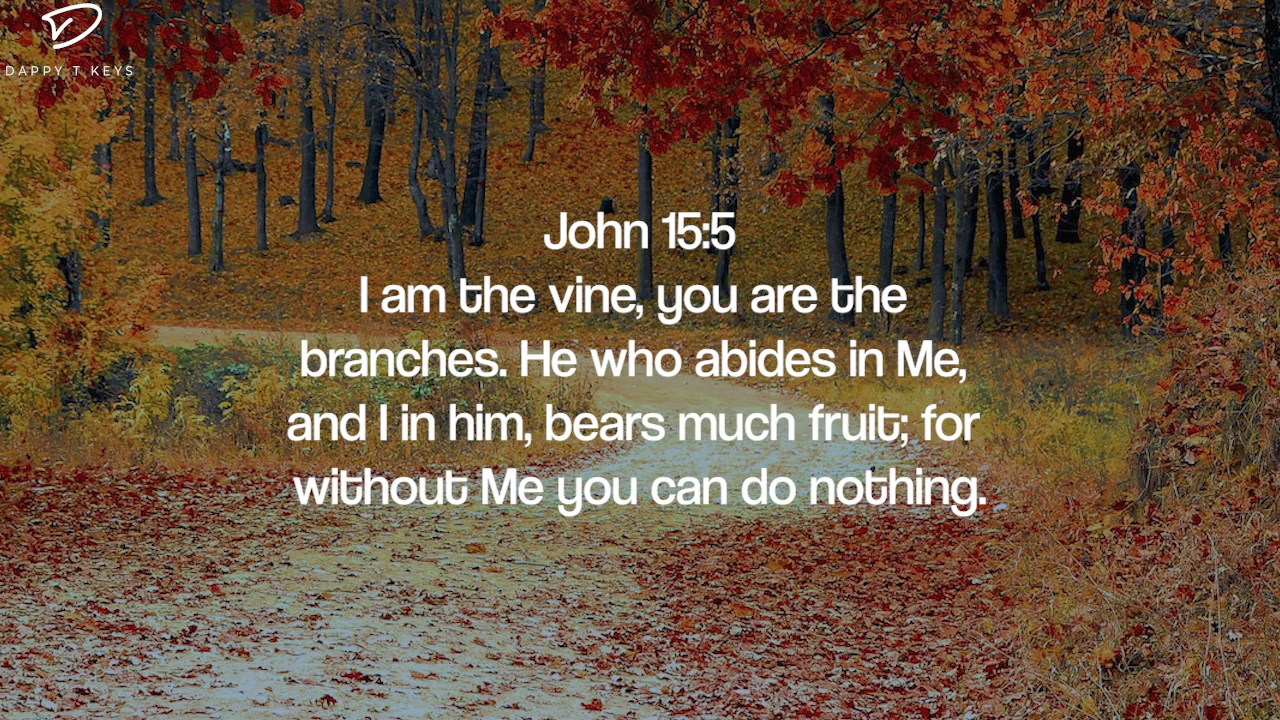 DAPPY T KEYS
John 15:5
I am the vine, you are the
branches. He who abides in Me,
and I in him, bears much fruit; for
without Me you can do nothing.